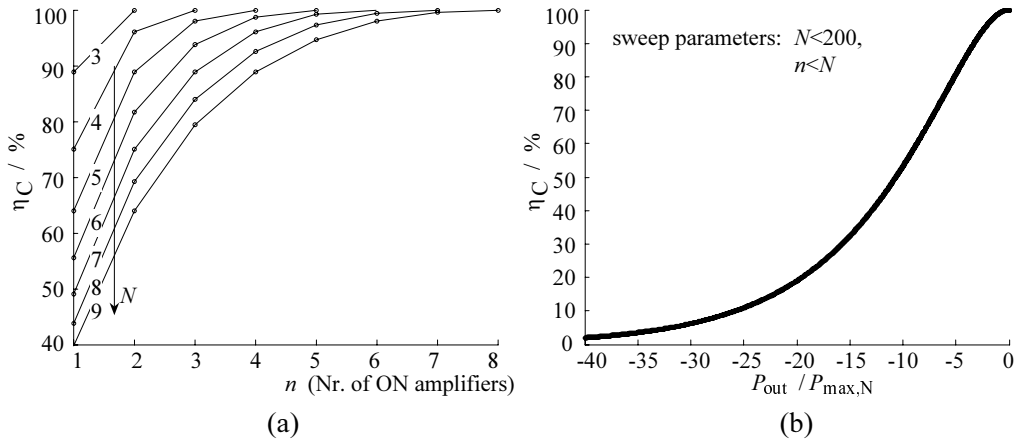 100
90
80
70
60
50
40
η_C / %
3
4
5
6
7
8
9
N
1 2 3 4 5 6 7 8
n (Nr. of ON amplifiers)
(a)
100
90
80
70
60
50
40
30
20
10
0
η_C / %
sweep parameters: N<200,
n<N
-40 -35 -30 -25 -20 -15 -10 -5 0
P_out / P_max,N
(b)